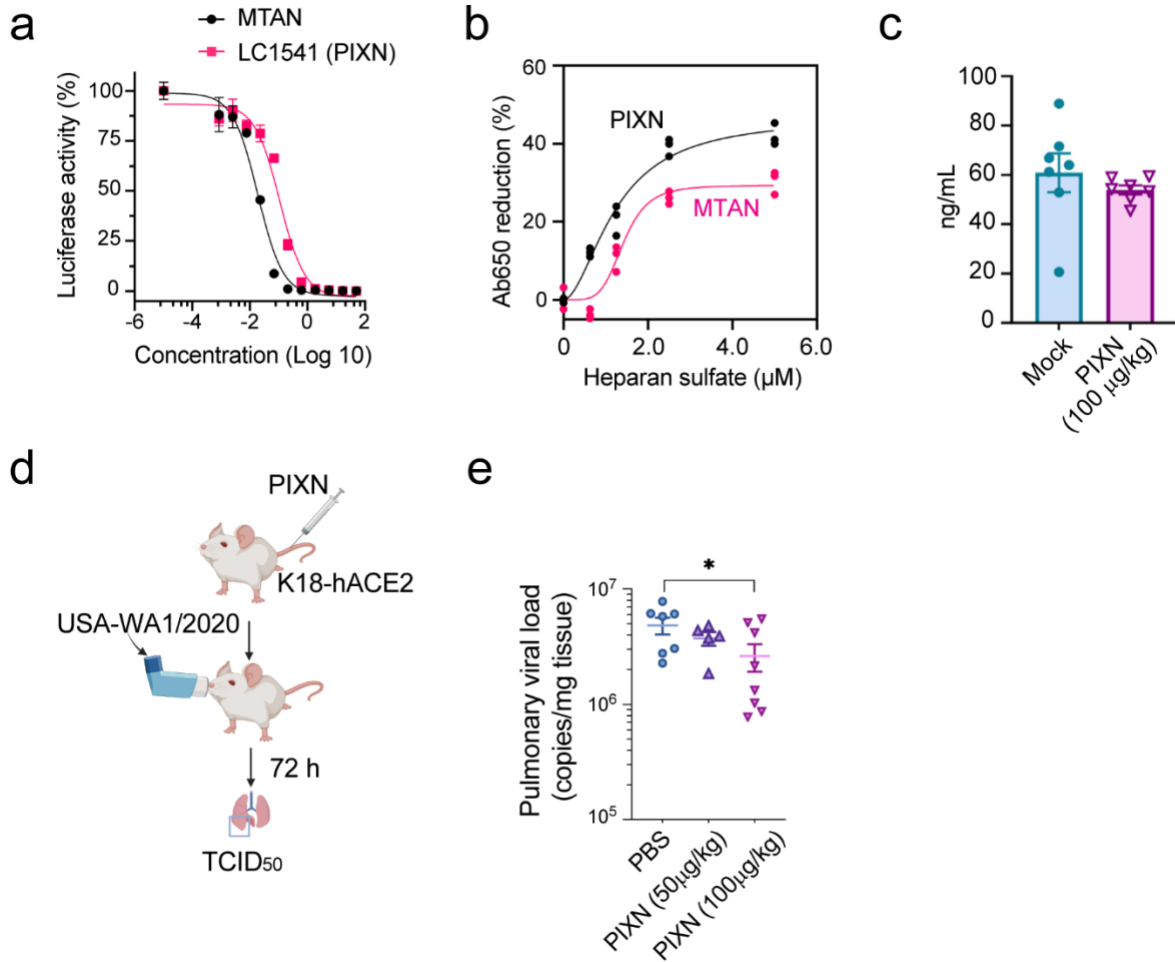 a
MTAN
LC1541 (PIXN)
Luciferase activity (%)
100
75
50
25
0
-6
-4
-2
0
2
Concentration (Log 10)
b
Ab650 reduction (%)
60
40
20
0
PIXN
MTAN
0
2.0
4.0
6.0
Heparan sulfate (µM)
c
ng/mL
100
80
60
40
20
0
Mock
PIXN
(100 µg/kg)
d
PIXN
K18-hACE2
USA-WA1/2020
72 h
TCID50
e
Pulmonary viral load
(copies/mg tissue)
10⁷
10⁶
10⁵
*
PBS
PIXN (50µg/kg)
PIXN (100µg/kg)